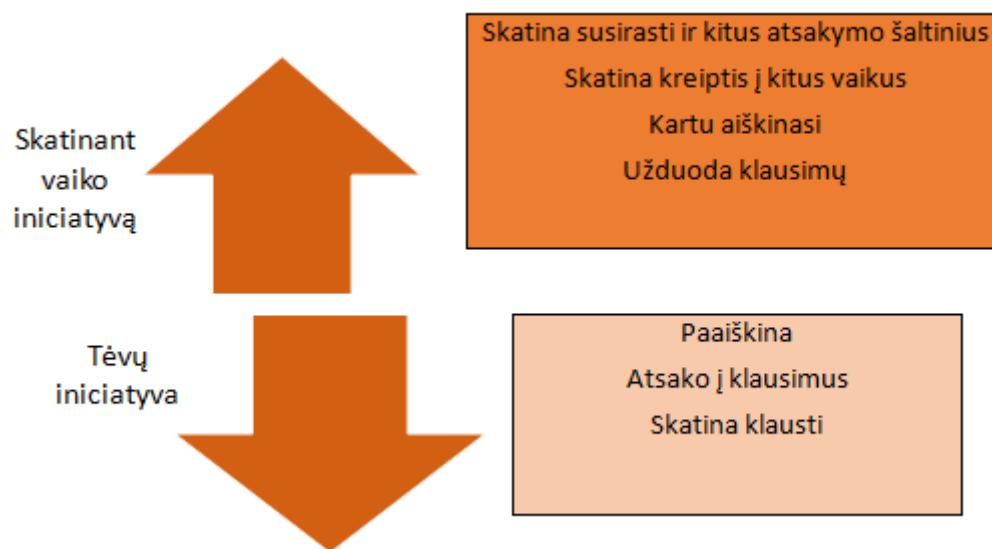 Skatinant
vaiko
iniciatyvą
Skatina susirasti ir kitus atsakymo šaltinius
Skatina kreiptis į kitus vaikus
Kartu aiškinasi
Užduoda klausimų
Tėvų
iniciatyva
Paaiškina
Atsako į klausimus
Skatina klausti